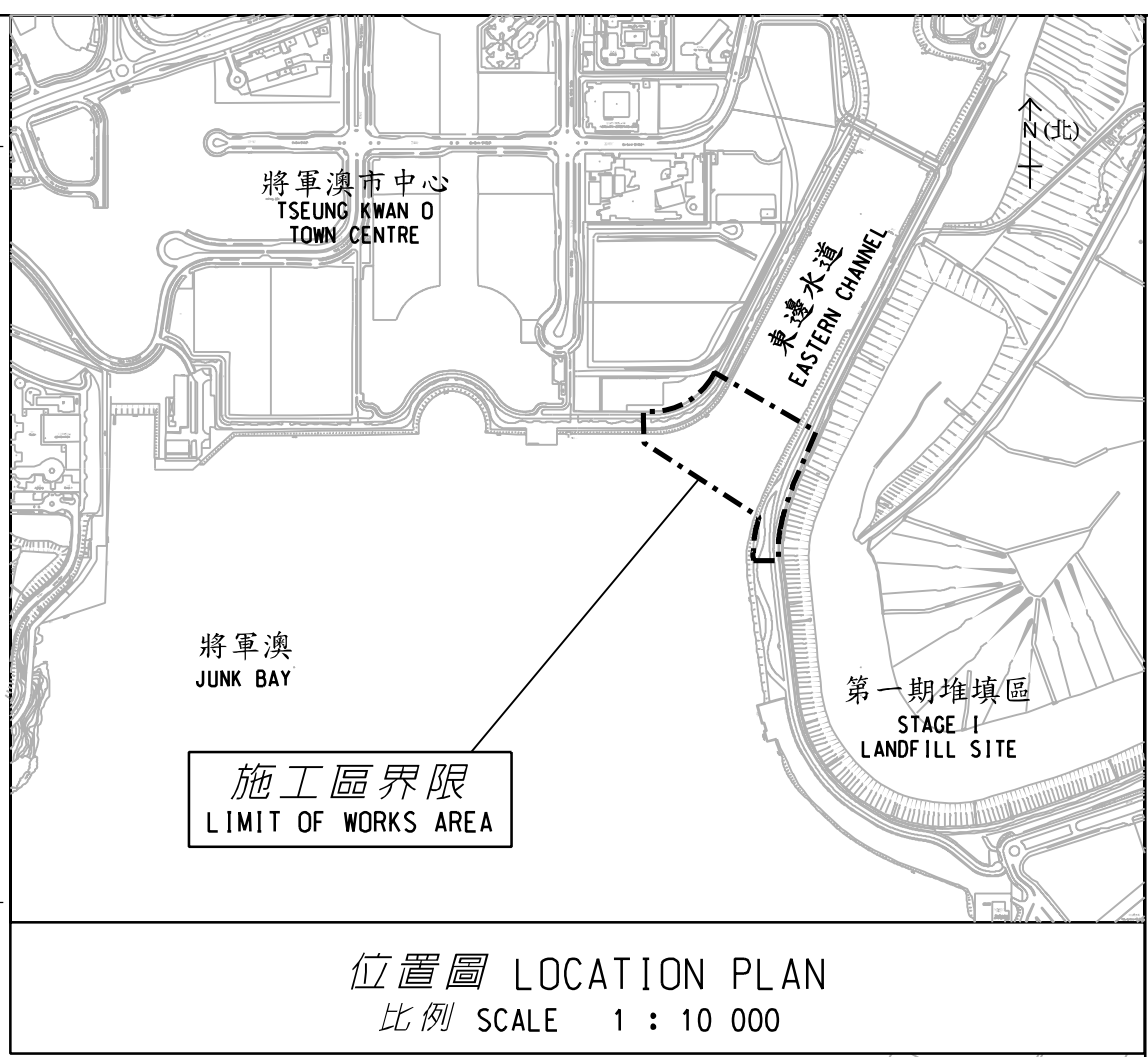 N (北)
將軍澳市中心
TSEUNG KWAN O
TOWN CENTRE
東邊水道
EASTERN CHANNEL
將軍澳
JUNK BAY
第一期堆填區
STAGE I
LANDFILL SITE
施工區界限
LIMIT OF WORKS AREA
位置圖 LOCATION PLAN
比例 SCALE 1 : 10 000